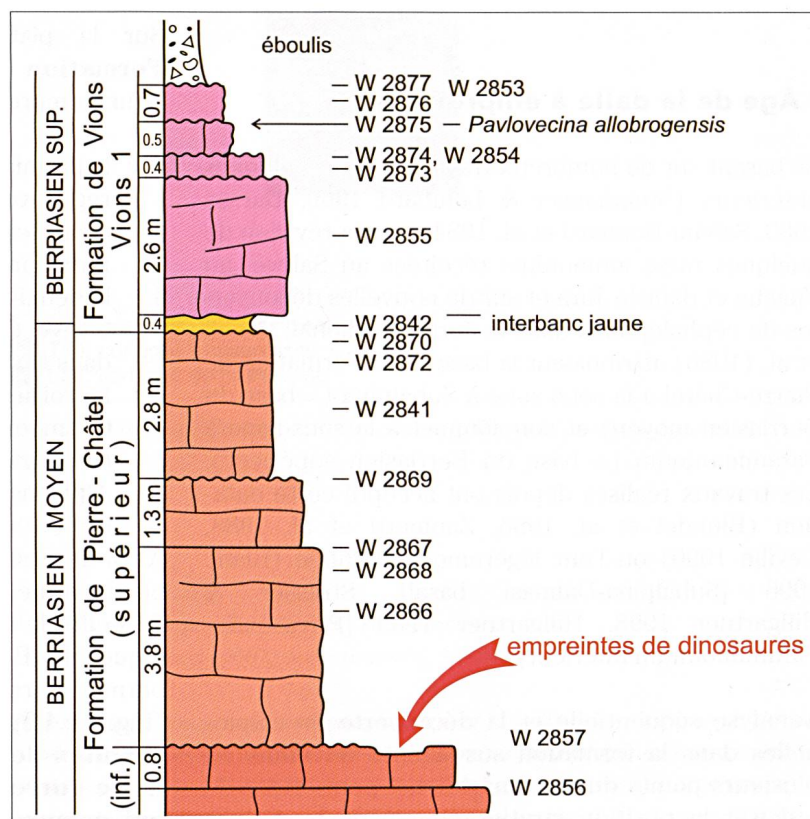 éboulis
W 2877
W 2853
W 2876
W 2875 — Pavlovecina allobrogensis
W 2874, W 2854
W 2873
W 2855
W 2842
interbanc jaune
W 2870
W 2872
W 2841
W 2869
W 2867
W 2868
W 2866
empreintes de dinosaures
W 2857
W 2856
BERRIASIEN SUP.
BERRIASIEN MOYEN
Formation de Vions
Vions 1
Formation de Pierre-Châtel
(supérieur)
(inf.)
0.7
0.5
0.4
2.6 m
0.4
2.8 m
1.3 m
3.8 m
0.8